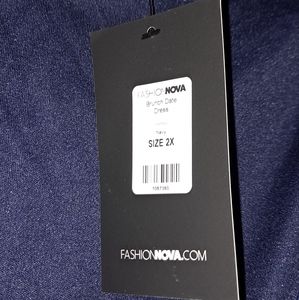 FASHIONNOVA
Brunch Date
Dress
Navy
SIZE 2X
FASHIONNOVA.COM